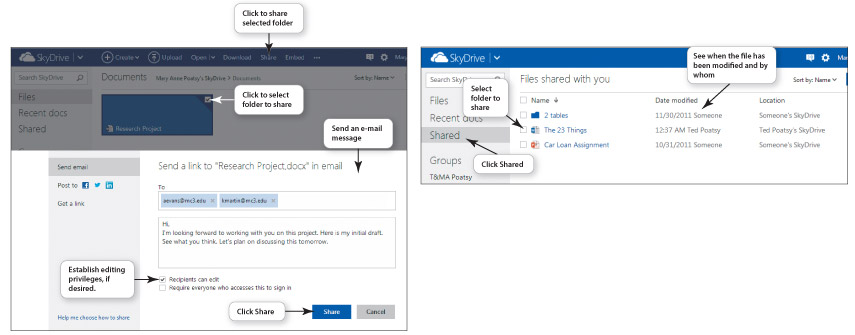 Click to share
selected folder
SkyDrive
Create
Upload
Open
Download
Share
Embed
•••
Search SkyDrive
Documents
Mary Anne Poatsy's SkyDrive > Documents
Sort by: Name
Files
Recent docs
Shared
Click to select
folder to share
Research Project
Send an e-mail
message
Send email
Post to
Get a link
Help me choose how to share
Send a link to "Research Project.docx" in email
To
aevans@mc3.edu ×
kmartin@mc3.edu ×
Hi,
I'm looking forward to working with you on this project. Here is my initial draft.
See what you think. Let's plan on discussing this tomorrow.
Establish editing
privileges, if
desired.
Recipients can edit
Require everyone who accesses this to sign in
Click Share
Share
Cancel
SkyDrive
See when the file has
been modified and by
whom
Files shared with you
Sort by: Name
Select
folder to
share
Files
Recent docs
Shared
Click Shared
Groups
T&MA Poatsy
Name
Date modified
Location
2 tables
11/30/2011 Someone
Someone's SkyDrive
The 23 Things
12:37 AM Ted Poatsy
Ted Poatsy's SkyDrive
Car Loan Assignment
10/31/2011 Someone
Someone's SkyDrive